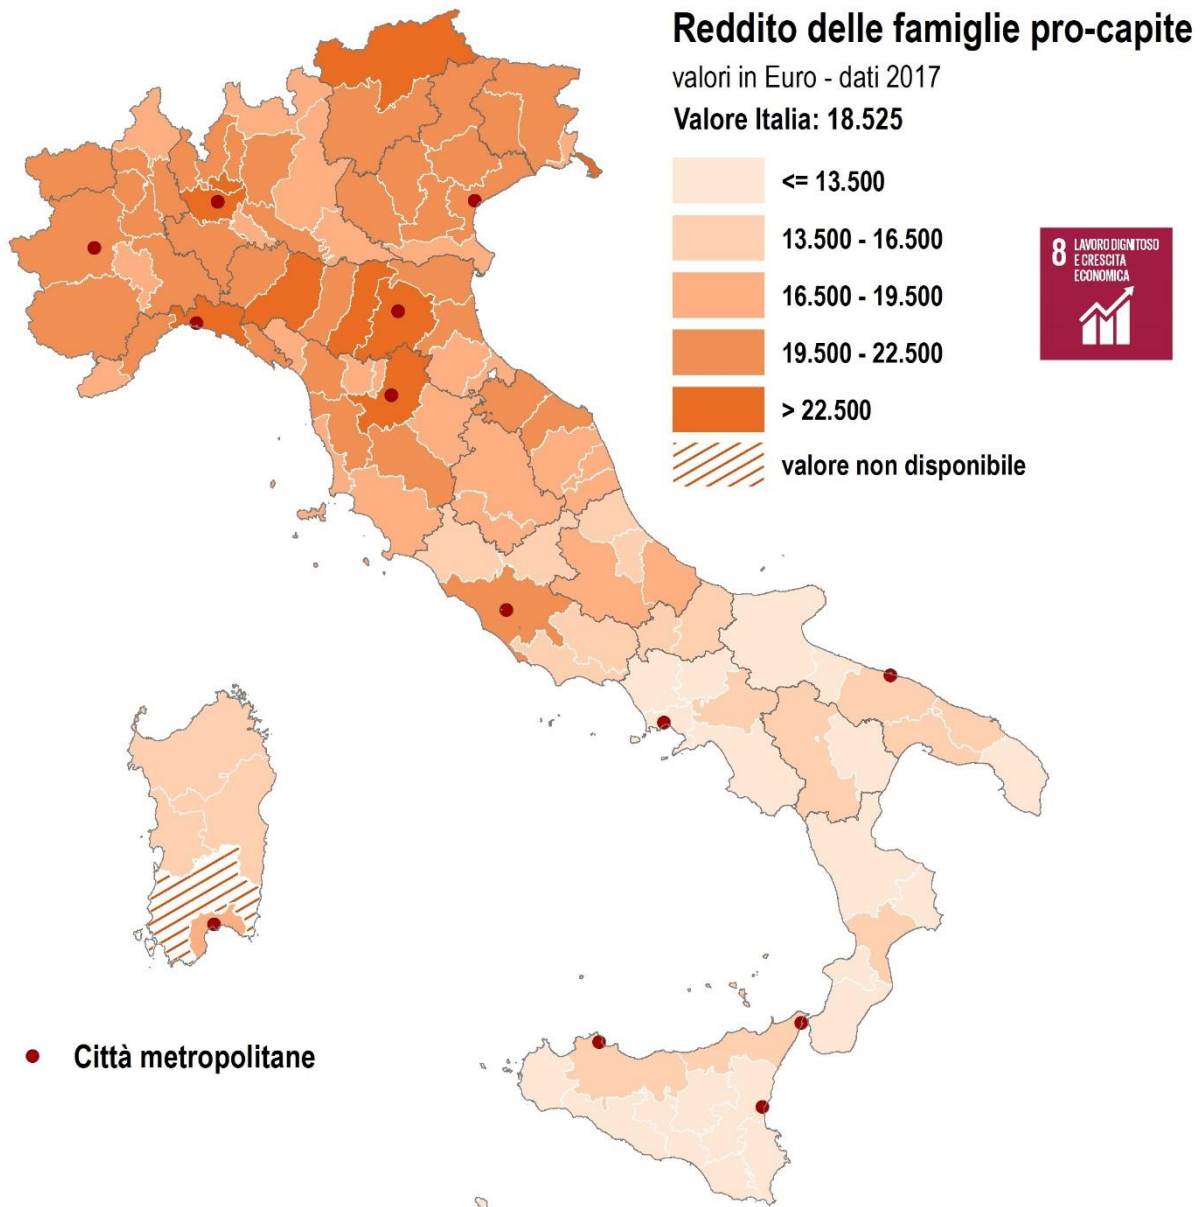 Reddito delle famiglie pro-capite
valori in Euro - dati 2017
Valore Italia: 18.525
<= 13.500
13.500 - 16.500
16.500 - 19.500
19.500 - 22.500
> 22.500
valore non disponibile
8 LAVORO DIGNITOSO
E CRESCITA
ECONOMICA
Città metropolitane